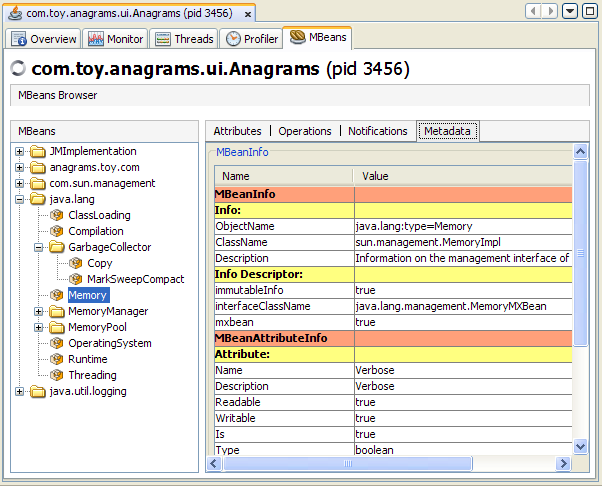 com.toy.anagrams.ui.Anagrams (pid 3456)
Overview Monitor Threads Profiler MBeans
com.toy.anagrams.ui.Anagrams (pid 3456)
MBeans Browser
MBeans
JMImplementation
anagrams.toy.com
com.sun.management
java.lang
ClassLoading
Compilation
GarbageCollector
Copy
MarkSweepCompact
Memory
MemoryManager
MemoryPool
OperatingSystem
Runtime
Threading
java.util.logging
Attributes Operations Notifications Metadata
MBeanInfo
Name Value
MBeanInfo
Info:
ObjectName java.lang:type=Memory
ClassName sun.management.MemoryImpl
Description Information on the management interface of
Info Descriptor:
immutableInfo true
interfaceClassName java.lang.management.MemoryMXBean
mxbean true
MBeanAttributeInfo
Attribute:
Name Verbose
Description Verbose
Readable true
Writable true
Is true
Type boolean